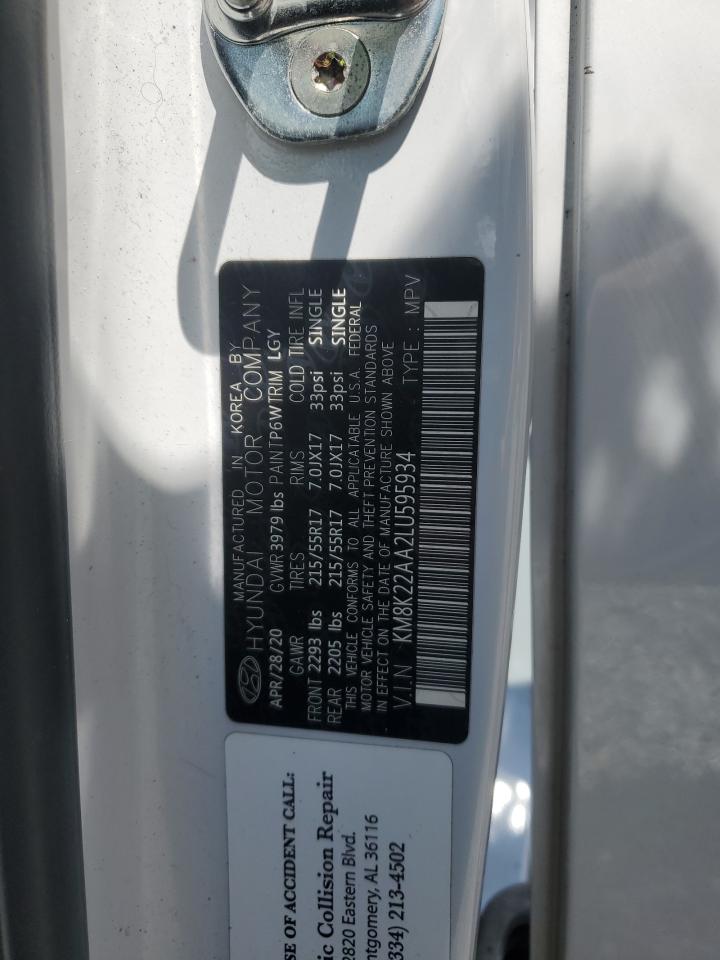 MANUFACTURED IN KOREA BY
HYUNDAI MOTOR COMPANY
APR/28/20 GVWR 3979 lbs PAINT P6W TRIM LGY
GAWR TIRES RIMS COLD TIRE INFL
FRONT 2293 lbs 215/55R17 7.0JX17 33psi SINGLE
REAR 2205 lbs 215/55R17 7.0JX17 33psi SINGLE
THIS VEHICLE CONFORMS TO ALL APPLICABLE U.S.A. FEDERAL
MOTOR VEHICLE SAFETY AND THEFT PREVENTION STANDARDS
IN EFFECT ON THE DATE OF MANUFACTURE SHOWN ABOVE
V.I.N KM8K22AA2LU595934 TYPE : MPV
OF ACCIDENT CALL:
Collision Repair
2820 Eastern Blvd.
AL 36116
(334) 213-4502